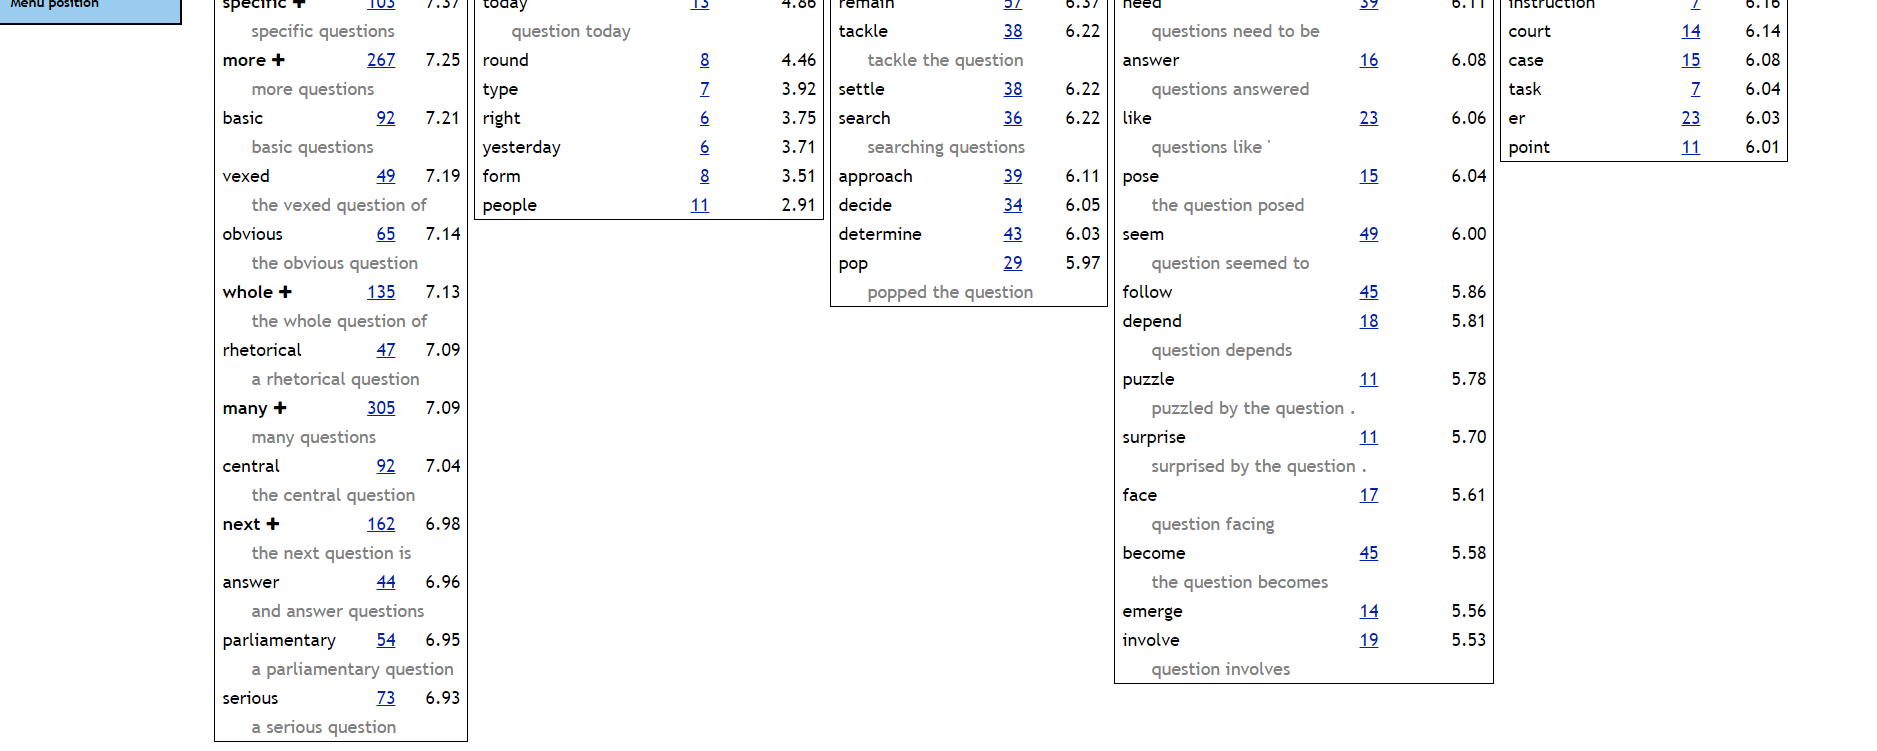 Menu position
specific ✚ 103 7.37
specific questions
more ✚ 267 7.25
more questions
basic 92 7.21
basic questions
vexed 49 7.19
the vexed question of
obvious 65 7.14
the obvious question
whole ✚ 135 7.13
the whole question of
rhetorical 47 7.09
a rhetorical question
many ✚ 305 7.09
many questions
central 92 7.04
the central question
next ✚ 162 6.98
the next question is
answer 44 6.96
and answer questions
parliamentary 54 6.95
a parliamentary question
serious 73 6.93
a serious question
today 13 4.86
question today
round 8 4.46
type 7 3.92
right 6 3.75
yesterday 6 3.71
form 8 3.51
people 11 2.91
remain 57 6.37
tackle 38 6.22
tackle the question
settle 38 6.22
search 36 6.22
searching questions
approach 39 6.11
decide 34 6.05
determine 43 6.03
pop 29 5.97
popped the question
need 39 6.11
questions need to be
answer 16 6.08
questions answered
like 23 6.06
questions like '
pose 15 6.04
the question posed
seem 49 6.00
question seemed to
follow 45 5.86
depend 18 5.81
question depends
puzzle 11 5.78
puzzled by the question .
surprise 11 5.70
surprised by the question .
face 17 5.61
question facing
become 45 5.58
the question becomes
emerge 14 5.56
involve 19 5.53
question involves
instruction 7 6.16
court 14 6.14
case 15 6.08
task 7 6.04
er 23 6.03
point 11 6.01